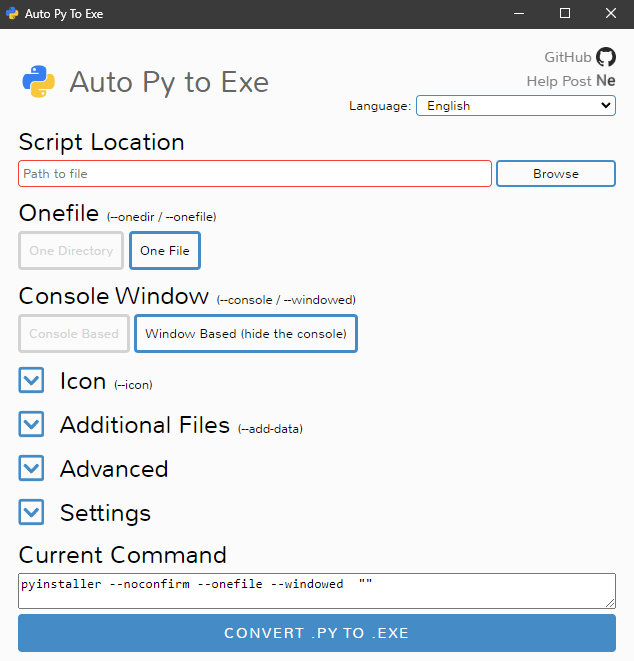 Auto Py To Exe
GitHub
Auto Py to Exe
Help Post Ne
Language: English
Script Location
Path to file Browse
Onefile (--onedir / --onefile)
One Directory One File
Console Window (--console / --windowed)
Console Based Window Based (hide the console)
Icon (--icon)
Additional Files (--add-data)
Advanced
Settings
Current Command
pyinstaller --noconfirm --onefile --windowed  ""
CONVERT .PY TO .EXE